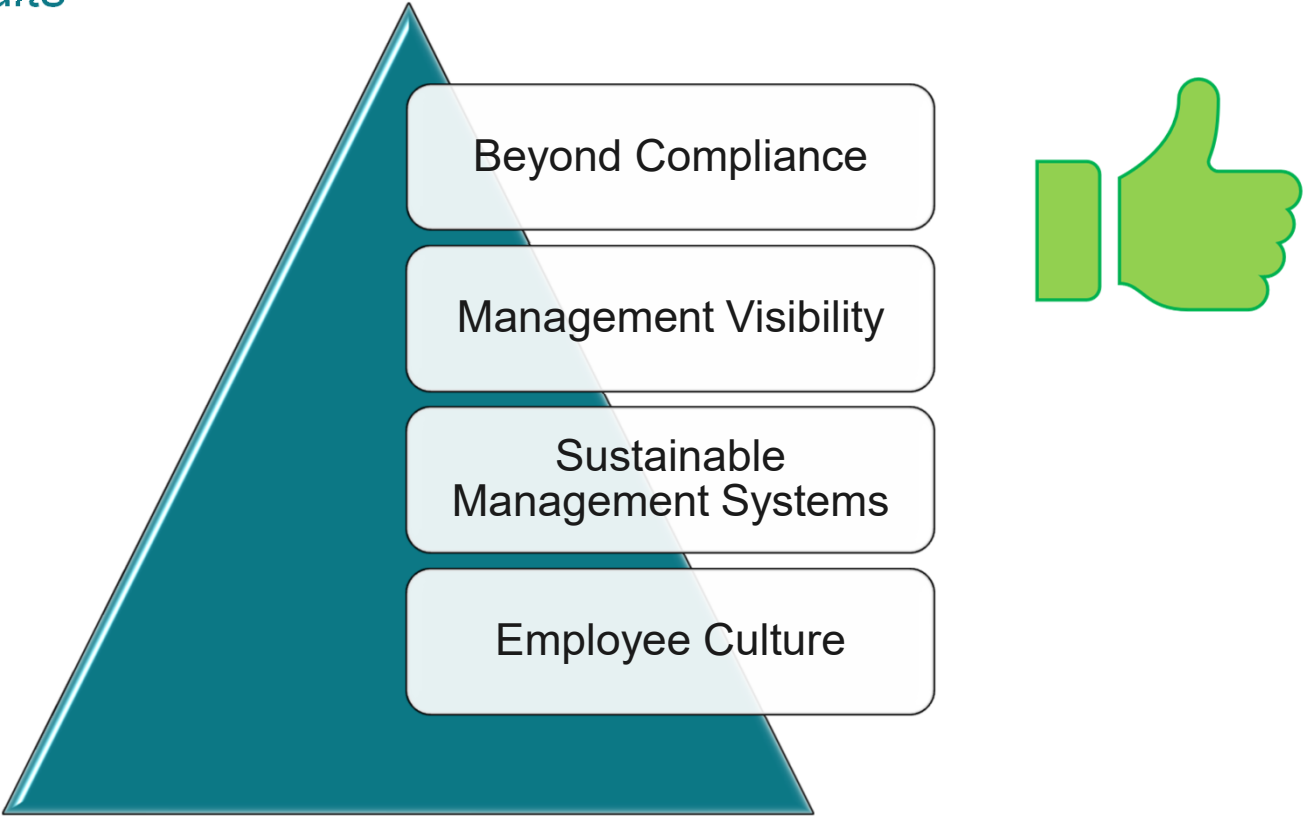 Beyond Compliance
Management Visibility
Sustainable
Management Systems
Employee Culture